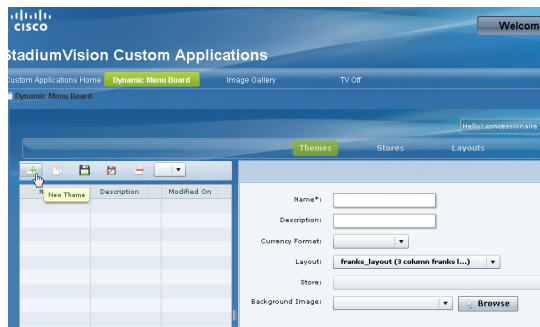 cisco
Welcom
StadiumVision Custom Applications
Custom Applications Home Dynamic Menu Board Image Gallery TV Off
Dynamic Menu Board
Hello! concessionaire
Themes Stores Layouts
N Description Modified On
New Theme
Name*:
Description:
Currency Format:
Layout: franks_layout (3 column franks l...)
Store:
Background Image: Browse